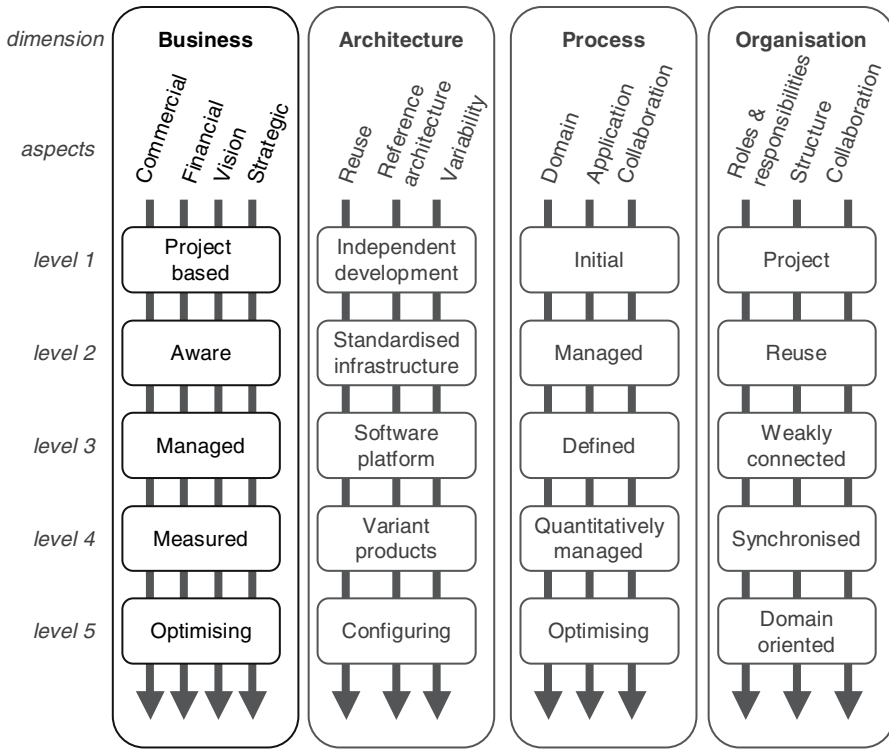 dimension
Business
Architecture
Process
Organisation
aspects
Commercial
Financial
Vision
Strategic
Reuse
Reference
architecture
Variability
Domain
Application
Collaboration
Roles &
responsibilities
Structure
Collaboration
level 1
Project
based
Independent
development
Initial
Project
level 2
Aware
Standardised
infrastructure
Managed
Reuse
level 3
Managed
Software
platform
Defined
Weakly
connected
level 4
Measured
Variant
products
Quantitatively
managed
Synchronised
level 5
Optimising
Configuring
Optimising
Domain
oriented